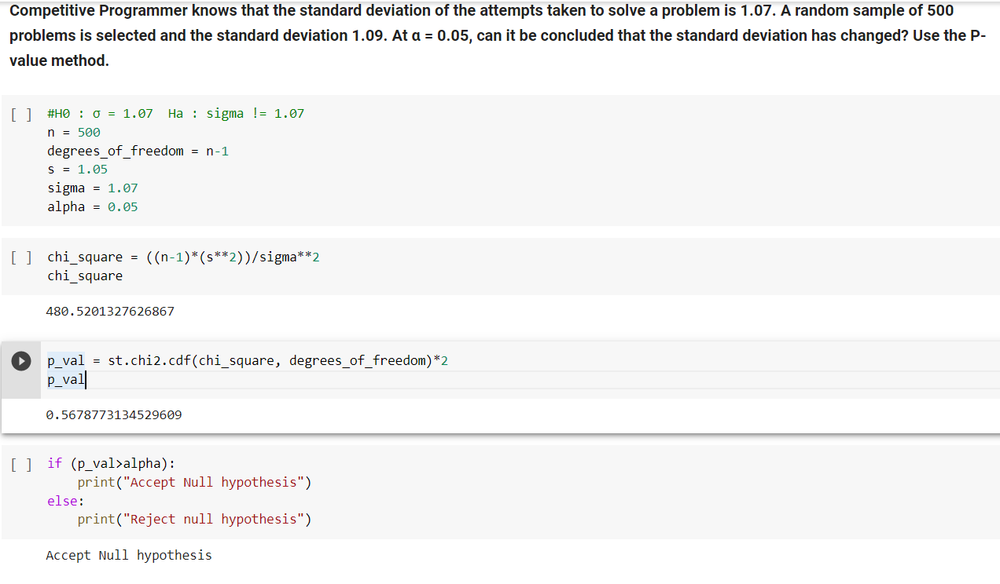 Competitive Programmer knows that the standard deviation of the attempts taken to solve a problem is 1.07. A random sample of 500
problems is selected and the standard deviation 1.09. At α = 0.05, can it be concluded that the standard deviation has changed? Use the P-
value method.
[ ] #H0 : σ = 1.07  Ha : sigma != 1.07
n = 500
degrees_of_freedom = n-1
s = 1.05
sigma = 1.07
alpha = 0.05
[ ] chi_square = ((n-1)*(s**2))/sigma**2
chi_square
480.5201327626867
p_val = st.chi2.cdf(chi_square, degrees_of_freedom)*2
p_val
0.5678773134529609
[ ] if (p_val>alpha):
    print("Accept Null hypothesis")
else:
    print("Reject null hypothesis")
Accept Null hypothesis